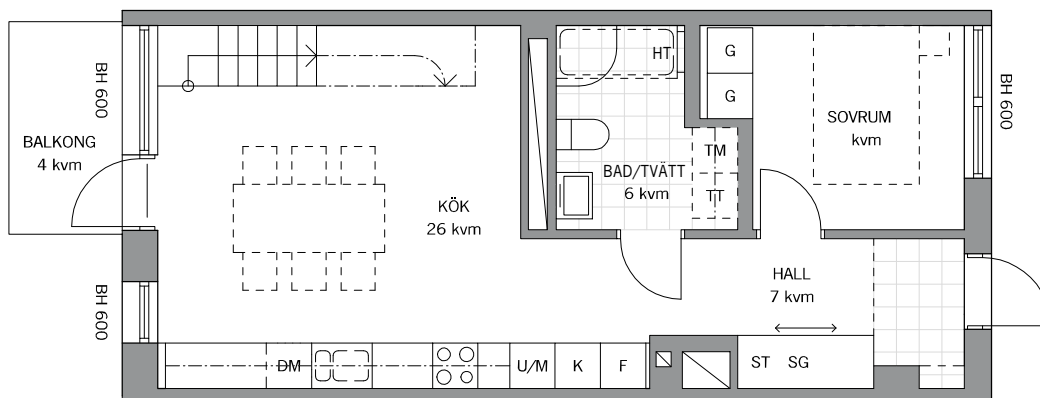 BH 600
BALKONG
4 kvm
BH 600
KÖK
26 kvm
DM
U/M
K
F
HT
BAD/TVÄTT
6 kvm
TM
TT
G
G
SOVRUM
kvm
BH 600
HALL
7 kvm
ST SG